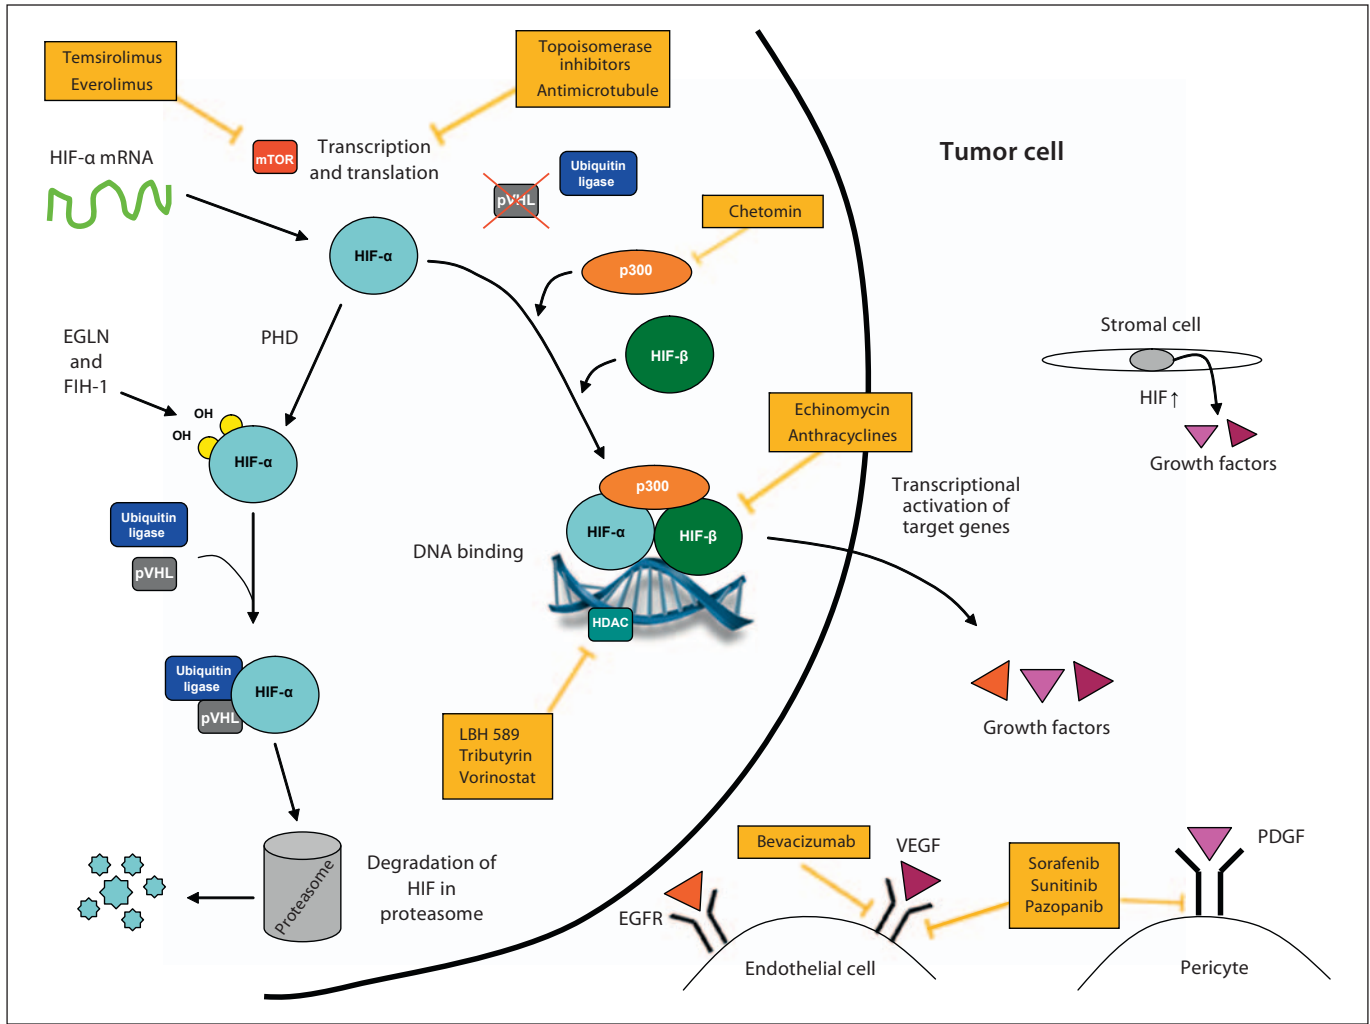 Temsirolimus
Everolimus
Topoisomerase
inhibitors
Antimicrotubule
HIF-α mRNA
mTOR
Transcription
and translation
Ubiquitin
ligase
pVHL
Tumor cell
Chetomin
HIF-α
p300
EGLN
and
FIH-1
PHD
HIF-β
Stromal cell
HIF↑
Growth factors
OH
OH
HIF-α
Echinomycin
Anthracyclines
Transcriptional
activation of
target genes
p300
HIF-α
HIF-β
DNA binding
HDAC
Ubiquitin
ligase
pVHL
Ubiquitin
ligase
pVHL
HIF-α
LBH 589
Tributyrin
Vorinostat
Growth factors
Proteasome
Degradation of
HIF in
proteasome
Bevacizumab
VEGF
EGFR
Endothelial cell
Sorafenib
Sunitinib
Pazopanib
PDGF
Pericyte